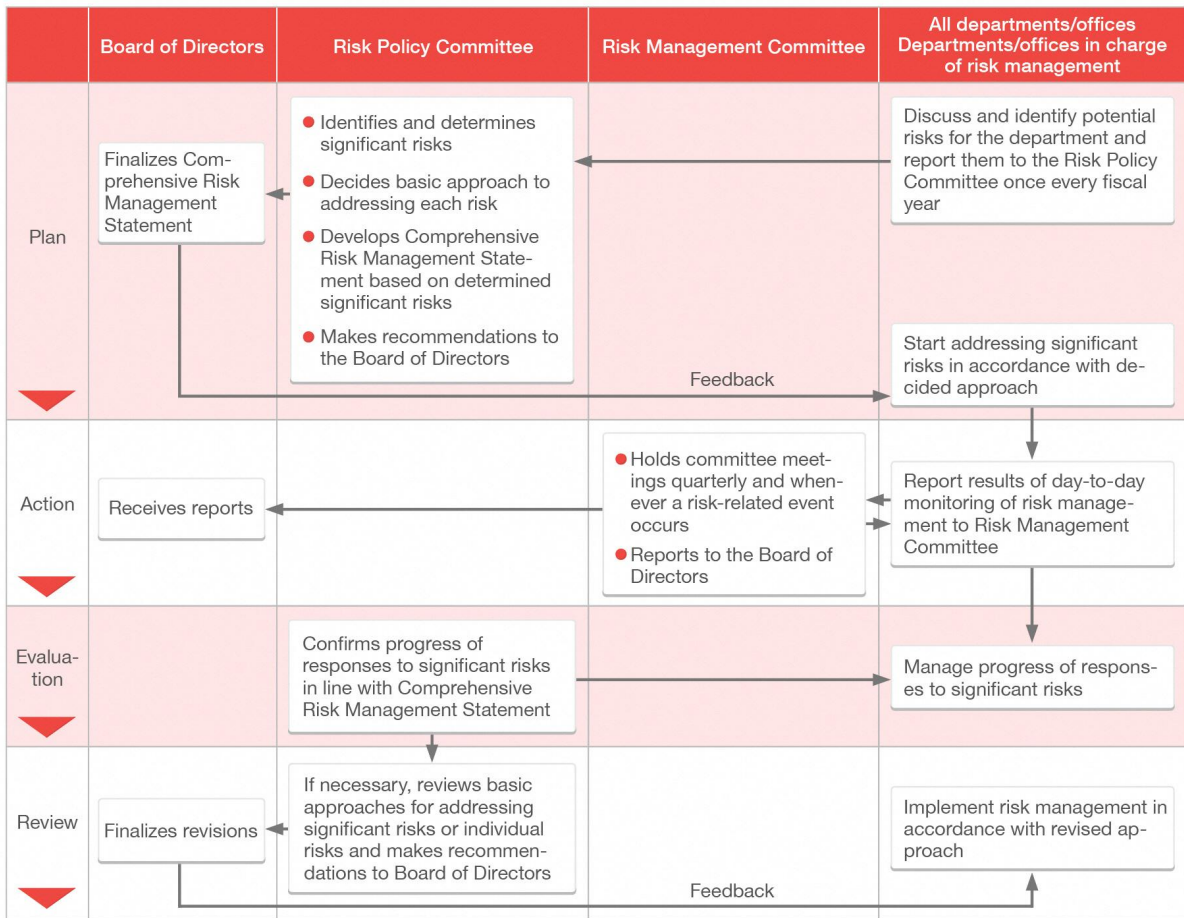 Board of Directors
Risk Policy Committee
Risk Management Committee
All departments/offices
Departments/offices in charge
of risk management
Plan
Finalizes Com-
prehensive Risk
Management
Statement
Identifies and determines
significant risks
Decides basic approach to
addressing each risk
Develops Comprehensive
Risk Management State-
ment based on determined
significant risks
Makes recommendations to
the Board of Directors
Discuss and identify potential
risks for the department and
report them to the Risk Policy
Committee once every fiscal
year
Feedback
Start addressing significant
risks in accordance with de-
cided approach
Action
Receives reports
Holds committee meet-
ings quarterly and when-
ever a risk-related event
occurs
Reports to the Board of
Directors
Report results of day-to-day
monitoring of risk manage-
ment to Risk Management
Committee
Evalua-
tion
Confirms progress of
responses to significant risks
in line with Comprehensive
Risk Management Statement
Manage progress of respons-
es to significant risks
Review
Finalizes revisions
If necessary, reviews basic
approaches for addressing
significant risks or individual
risks and makes recommen-
dations to Board of Directors
Implement risk management in
accordance with revised ap-
proach
Feedback